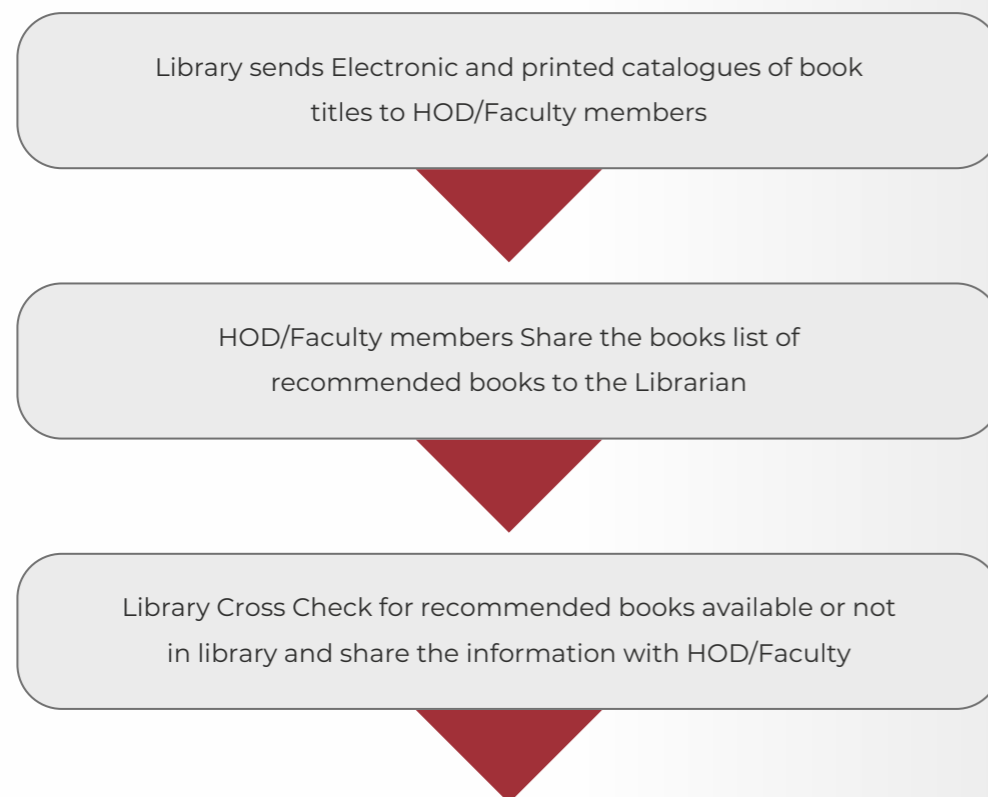 Library sends Electronic and printed catalogues of book
titles to HOD/Faculty members
HOD/Faculty members Share the books list of
recommended books to the Librarian
Library Cross Check for recommended books available or not
in library and share the information with HOD/Faculty